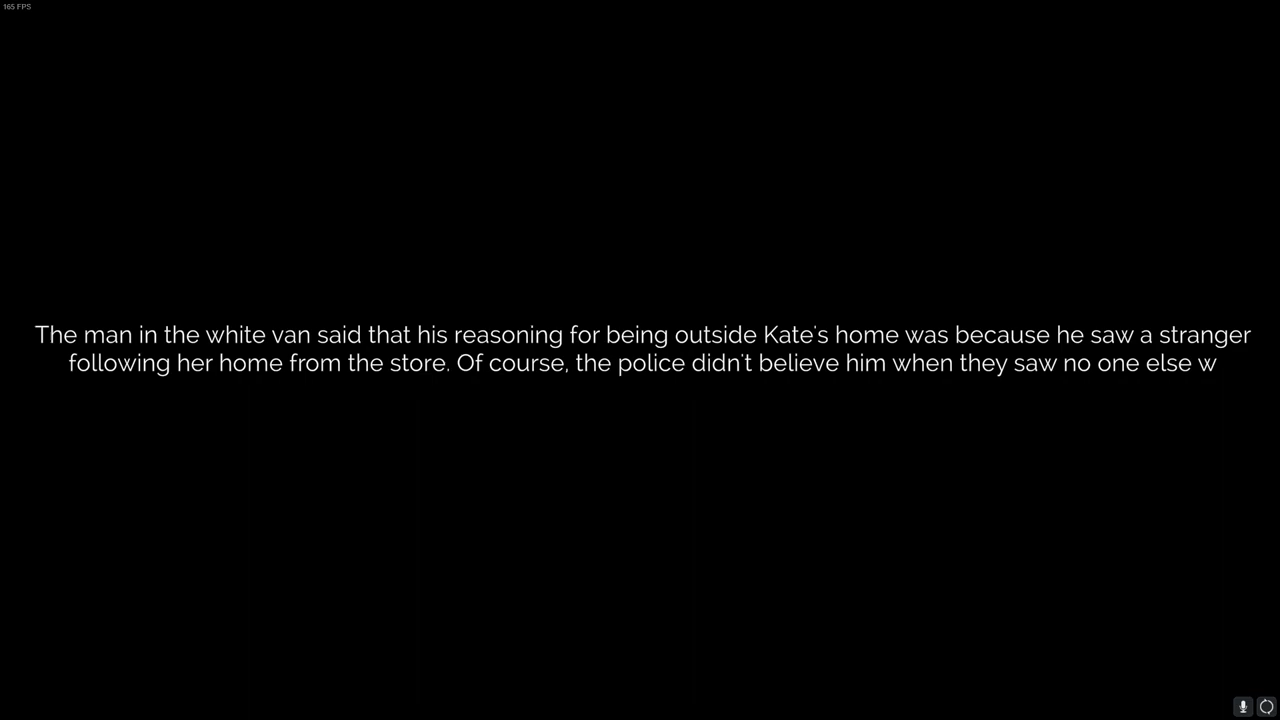 165 FPS
The man in the white van said that his reasoning for being outside Kate's home was because he saw a stranger
following her home from the store. Of course, the police didn't believe him when they saw no one else w